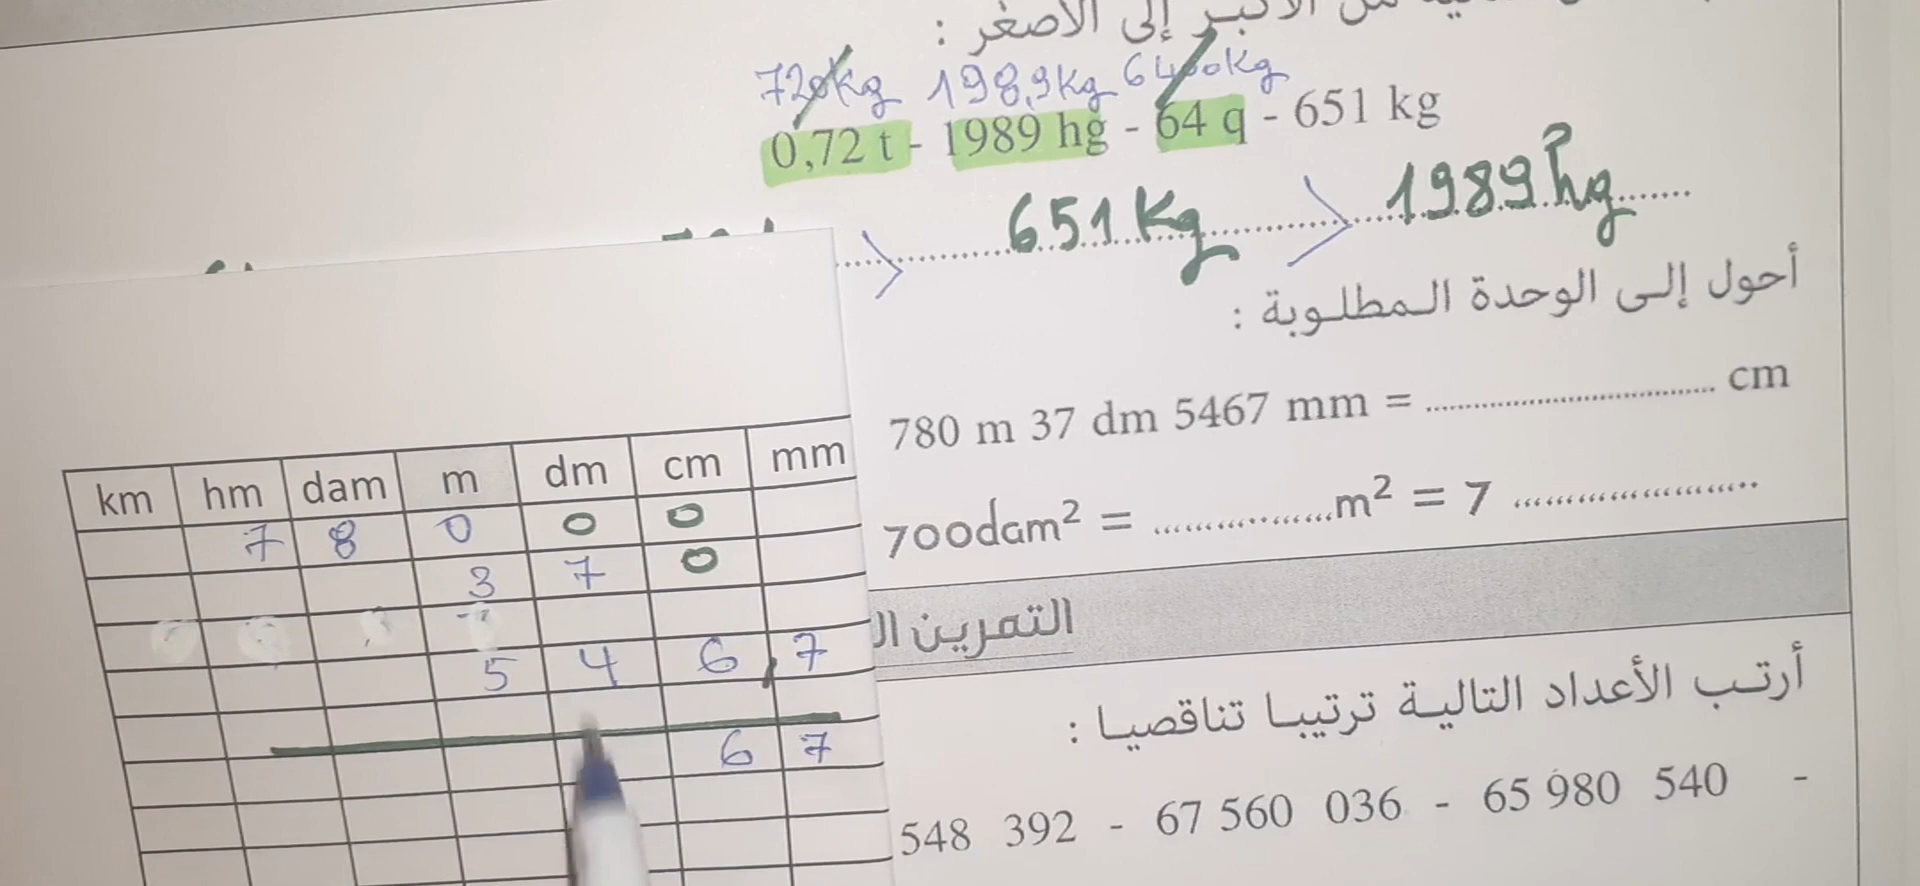 إلى الأصغر :
720kg 198,9kg 6400kg
0,72 t - 1989 hg - 64 q - 651 kg
> 651 Kg > 1989 hg
أحول إلى الوحدة المطلوبة :
780 m 37 dm 5467 mm = .......... cm
700dam² = ..........m² = 7 ..........
km hm dam m dm cm mm
7 8 0 0 0
3 7 0
5 4 6,7
6 7
التمرين ال
أرتب الأعداد التالية ترتيبا تناقصيا :
548 392 - 67 560 036 - 65 980 540 -